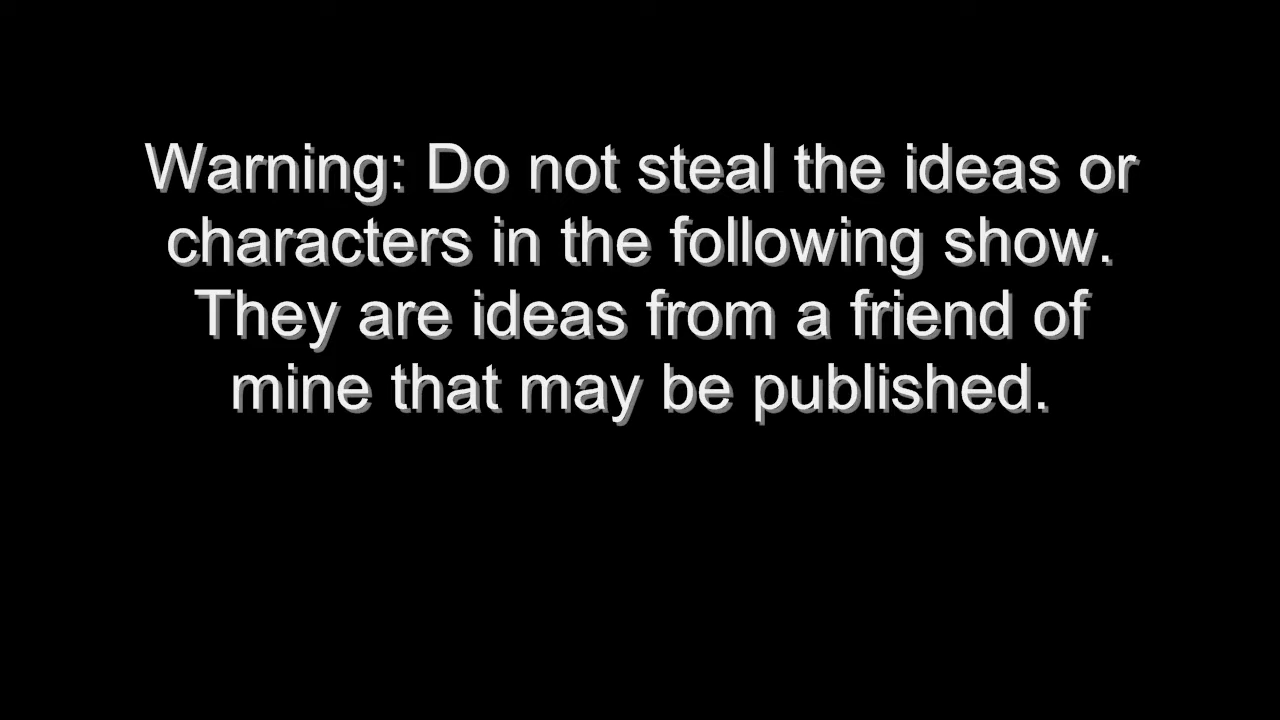 Warning: Do not steal the ideas or
characters in the following show.
They are ideas from a friend of
mine that may be published.